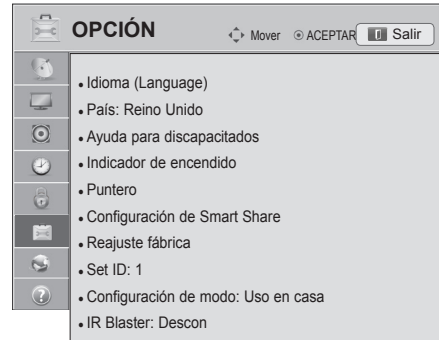 OPCIÓN
Mover ACEPTAR Salir
• Idioma (Language)
• País: Reino Unido
• Ayuda para discapacitados
• Indicador de encendido
• Puntero
• Configuración de Smart Share
• Reajuste fábrica
• Set ID: 1
• Configuración de modo: Uso en casa
• IR Blaster: Descon